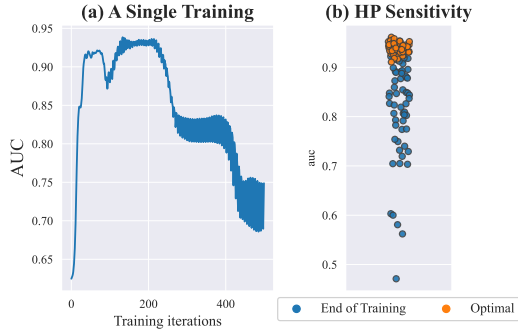 (a) A Single Training
(b) HP Sensitivity
AUC
0.95
0.90
0.85
0.80
0.75
0.70
0.65
0
200
400
Training iterations
auc
0.9
0.8
0.7
0.6
0.5
End of Training
Optimal